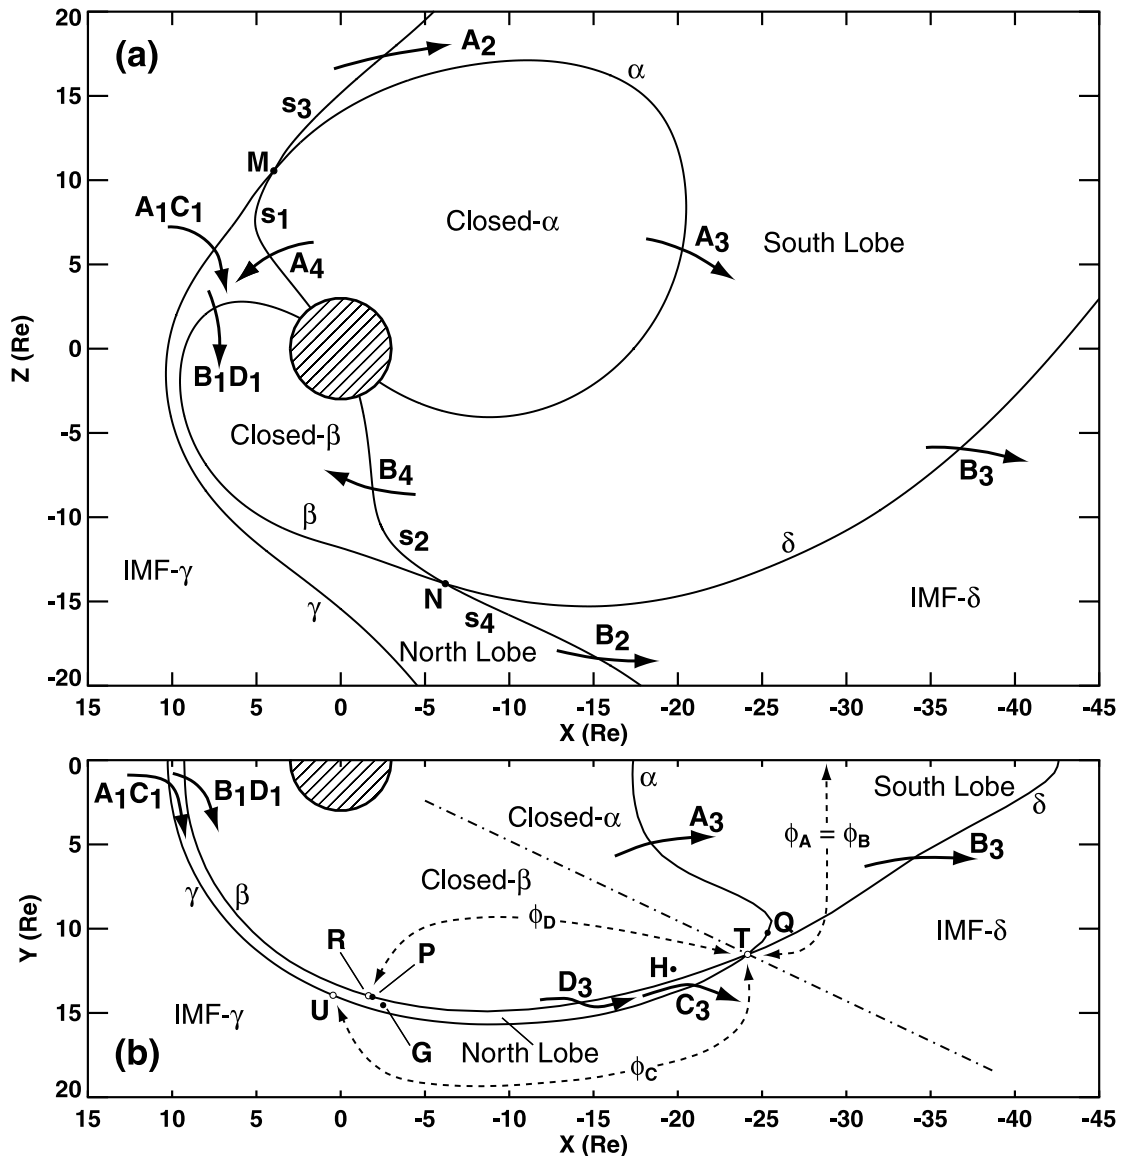 (a)
20
15
10
5
0
-5
-10
-15
-20
Z (Re)
A2
s3
α
M
A1C1
s1
Closed-α
A3
South Lobe
A4
B1D1
Closed-β
B4
B3
β
s2
δ
IMF-γ
N
IMF-δ
γ
s4
B2
North Lobe
15 10 5 0 -5 -10 -15 -20 -25 -30 -35 -40 -45
X (Re)
0
5
10
15
20
Y (Re)
A1C1
B1D1
α
South Lobe
Closed-α
A3
ϕA = ϕB
B3
δ
γ
β
Closed-β
ϕD
Q
T
IMF-δ
R
P
H
D3
C3
U
IMF-γ
G
North Lobe
(b)
ϕC
15 10 5 0 -5 -10 -15 -20 -25 -30 -35 -40 -45
X (Re)